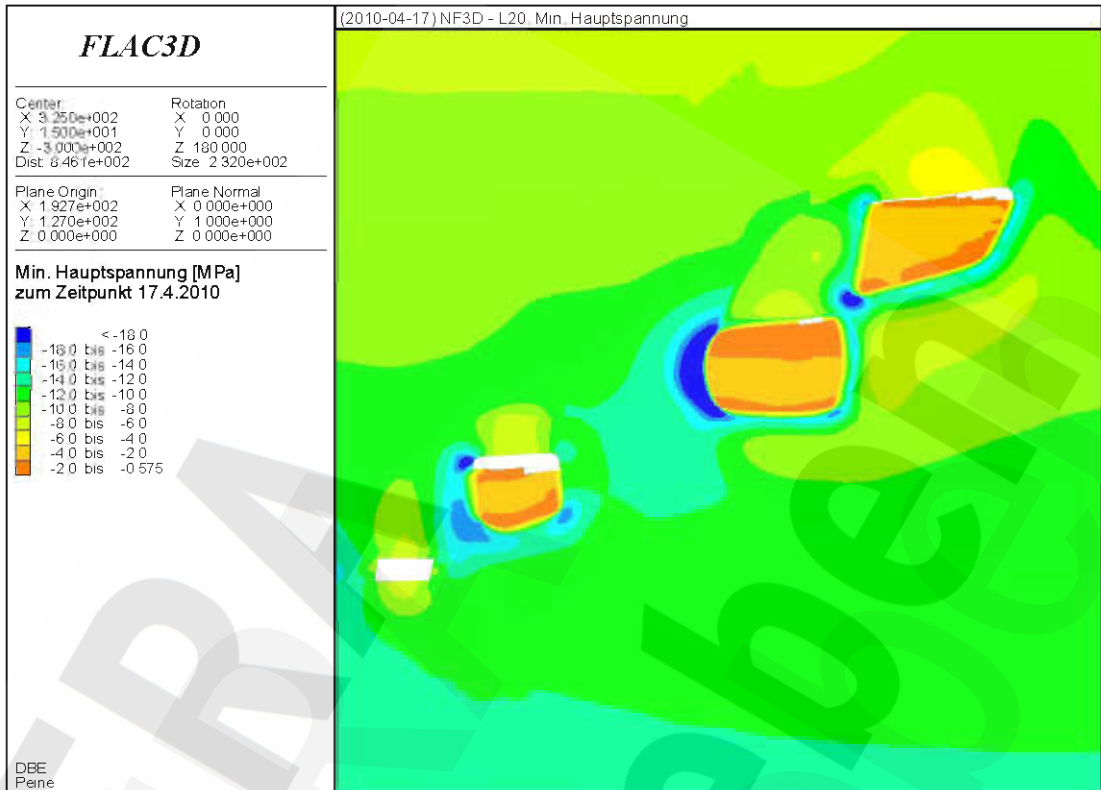 (2010-04-17) NF3D - L20, Min. Hauptspannung
FLAC3D
Center: Rotation
X: 3.250e+002 X: 0.000
Y: 1.500e+001 Y: 0.000
Z: -3.000e+002 Z: 180.000
Dist: 8.461e+002 Size: 2.320e+002
Plane Origin: Plane Normal
X: 1.927e+002 X: 0.000e+000
Y: 1.270e+002 Y: 1.000e+000
Z: 0.000e+000 Z: 0.000e+000
Min. Hauptspannung [MPa]
zum Zeitpunkt 17.4.2010
< -18.0
-18.0 bis -16.0
-16.0 bis -14.0
-14.0 bis -12.0
-12.0 bis -10.0
-10.0 bis -8.0
-8.0 bis -6.0
-6.0 bis -4.0
-4.0 bis -2.0
-2.0 bis -0.575
DBE
Peine